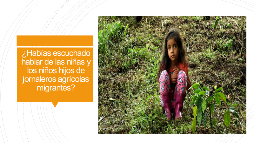 ¿Habías escuchado
hablar de las niñas y
los niños hijos de
jornaleros agrícolas
migrantes?